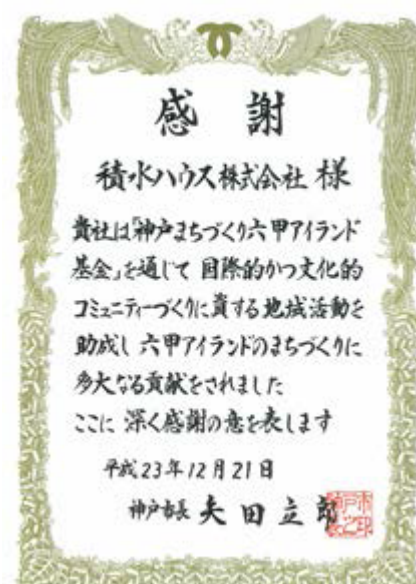 感謝
積水ハウス株式会社 様
貴社は「神戸まちづくり六甲アイランド
基金」を通じて 国際的かつ文化的
コミュニティーづくりに資する地域活動を
助成し 六甲アイランドのまちづくりに
多大なる貢献をされました
ここに 深く感謝の意を表します
平成23年12月21日
神戸市長 矢田立郎